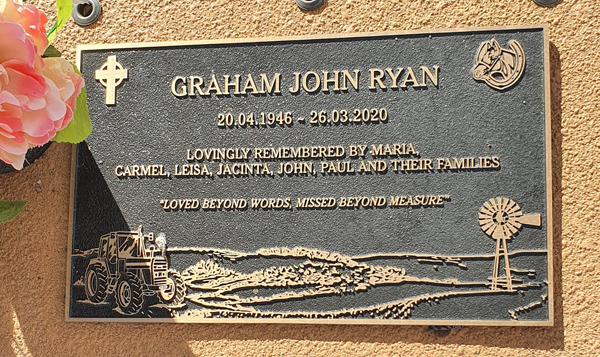 GRAHAM JOHN RYAN
20.04.1946 ~ 26.03.2020
LOVINGLY REMEMBERED BY MARIA,
CARMEL, LEISA, JACINTA, JOHN, PAUL AND THEIR FAMILIES
"LOVED BEYOND WORDS, MISSED BEYOND MEASURE"